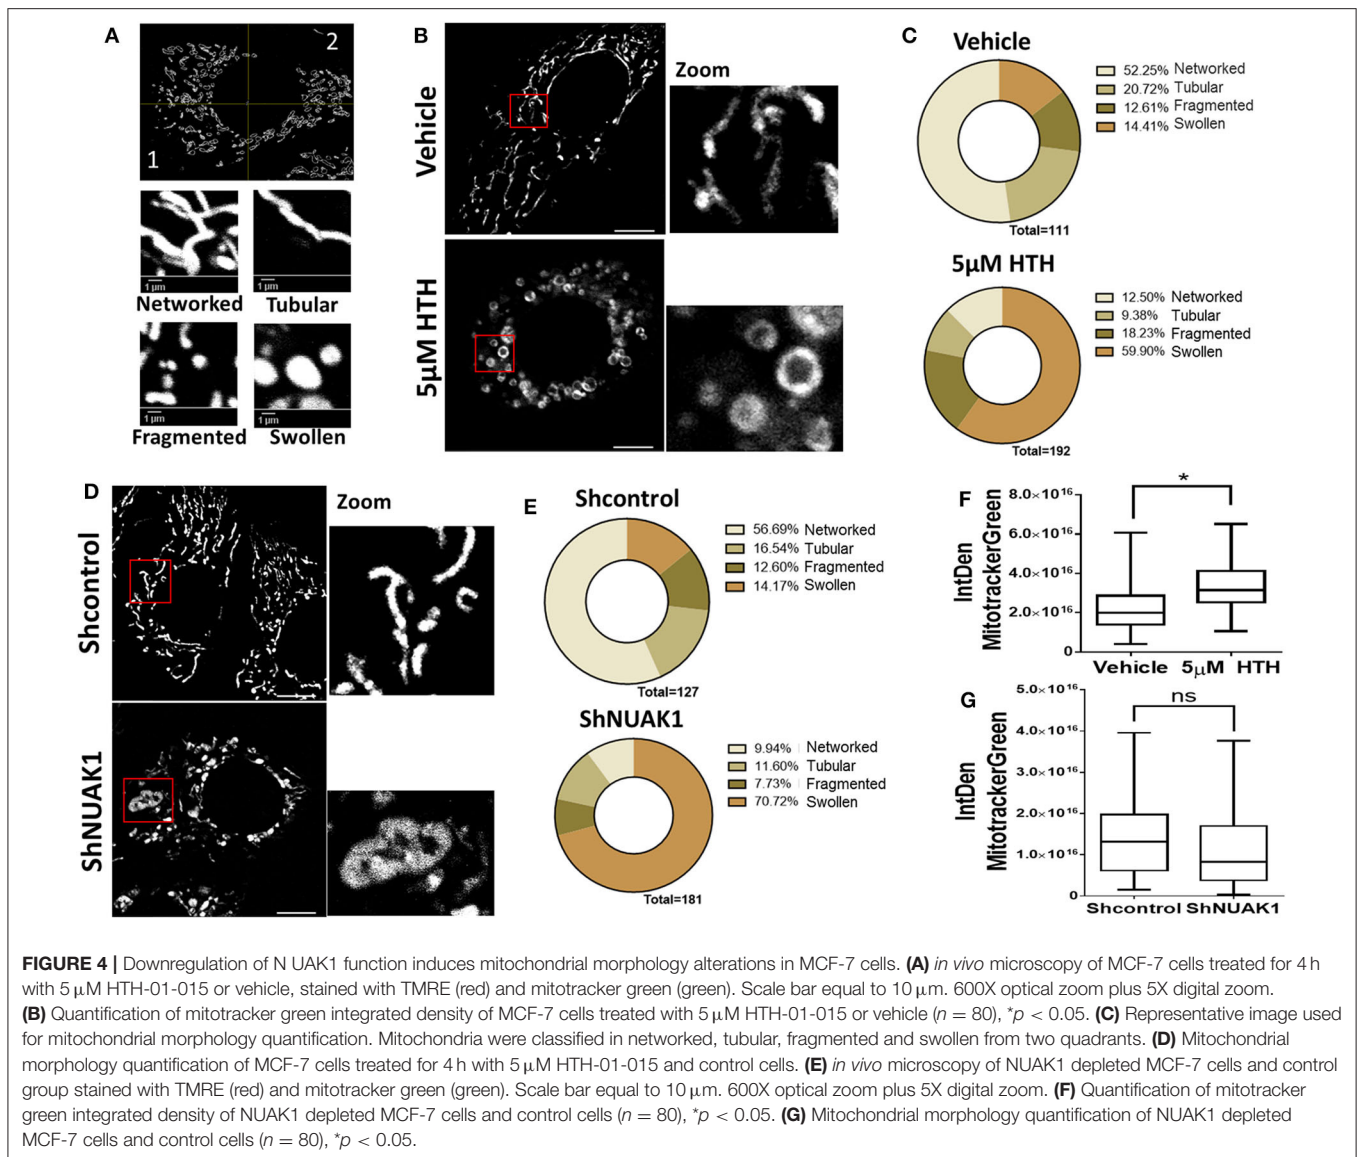 A
2
1
Networked
Tubular
1 µm
1 µm
Fragmented
Swollen
1 µm
1 µm
B
Vehicle
Zoom
5µM HTH
C
Vehicle
52.25% Networked
20.72% Tubular
12.61% Fragmented
14.41% Swollen
Total=111
5µM HTH
12.50% Networked
9.38% Tubular
18.23% Fragmented
59.90% Swollen
Total=192
D
Shcontrol
Zoom
ShNUAK1
E
Shcontrol
56.69% Networked
16.54% Tubular
12.60% Fragmented
14.17% Swollen
Total=127
ShNUAK1
9.94% Networked
11.60% Tubular
7.73% Fragmented
70.72% Swollen
Total=181
F
IntDen
MitotrackerGreen
8.0×10¹⁶
6.0×10¹⁶
4.0×10¹⁶
2.0×10¹⁶
0
*
Vehicle 5µM HTH
G
IntDen
MitotrackerGreen
5.0×10¹⁶
4.0×10¹⁶
3.0×10¹⁶
2.0×10¹⁶
1.0×10¹⁶
0
ns
Shcontrol ShNUAK1
FIGURE 4 | Downregulation of N UAK1 function induces mitochondrial morphology alterations in MCF-7 cells. (A) in vivo microscopy of MCF-7 cells treated for 4 h
with 5 µM HTH-01-015 or vehicle, stained with TMRE (red) and mitotracker green (green). Scale bar equal to 10 µm. 600X optical zoom plus 5X digital zoom.
(B) Quantification of mitotracker green integrated density of MCF-7 cells treated with 5 µM HTH-01-015 or vehicle (n = 80), *p < 0.05. (C) Representative image used
for mitochondrial morphology quantification. Mitochondria were classified in networked, tubular, fragmented and swollen from two quadrants. (D) Mitochondrial
morphology quantification of MCF-7 cells treated for 4 h with 5 µM HTH-01-015 and control cells. (E) in vivo microscopy of NUAK1 depleted MCF-7 cells and control
group stained with TMRE (red) and mitotracker green (green). Scale bar equal to 10 µm. 600X optical zoom plus 5X digital zoom. (F) Quantification of mitotracker
green integrated density of NUAK1 depleted MCF-7 cells and control cells (n = 80), *p < 0.05. (G) Mitochondrial morphology quantification of NUAK1 depleted
MCF-7 cells and control cells (n = 80), *p < 0.05.